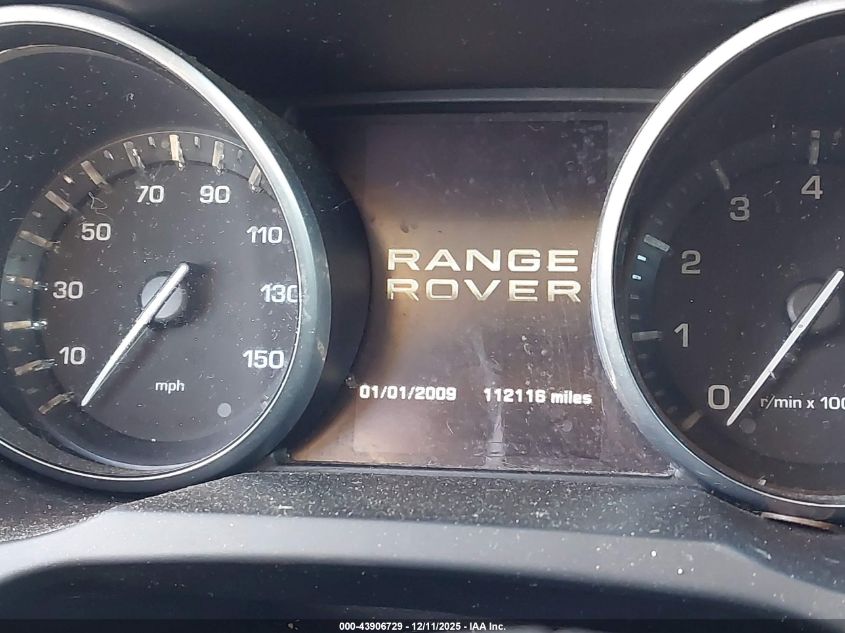 70 90
50 110
30 130
10 150
mph
RANGE
ROVER
01/01/2009 112116 miles
4
3
2
1
0
r/min x 100
000-43906729 - 12/11/2025 - IAA Inc.